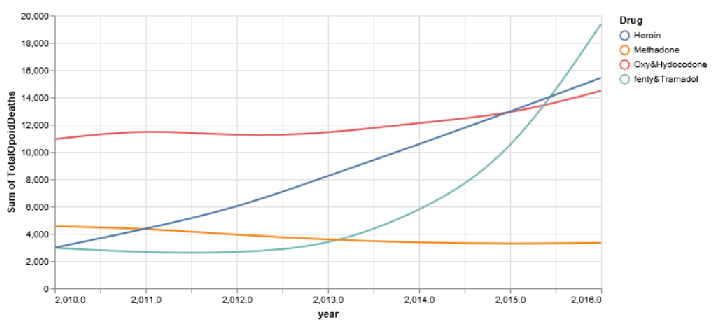 20,000
18,000
16,000
14,000
12,000
10,000
8,000
6,000
4,000
2,000
0
Sum of TotalOpoidDeaths
2,010.0 2,011.0 2,012.0 2,013.0 2,014.0 2,015.0 2,016.0
year
Drug
Heroin
Methadone
Oxy&Hydocodone
fenty&Tramadol